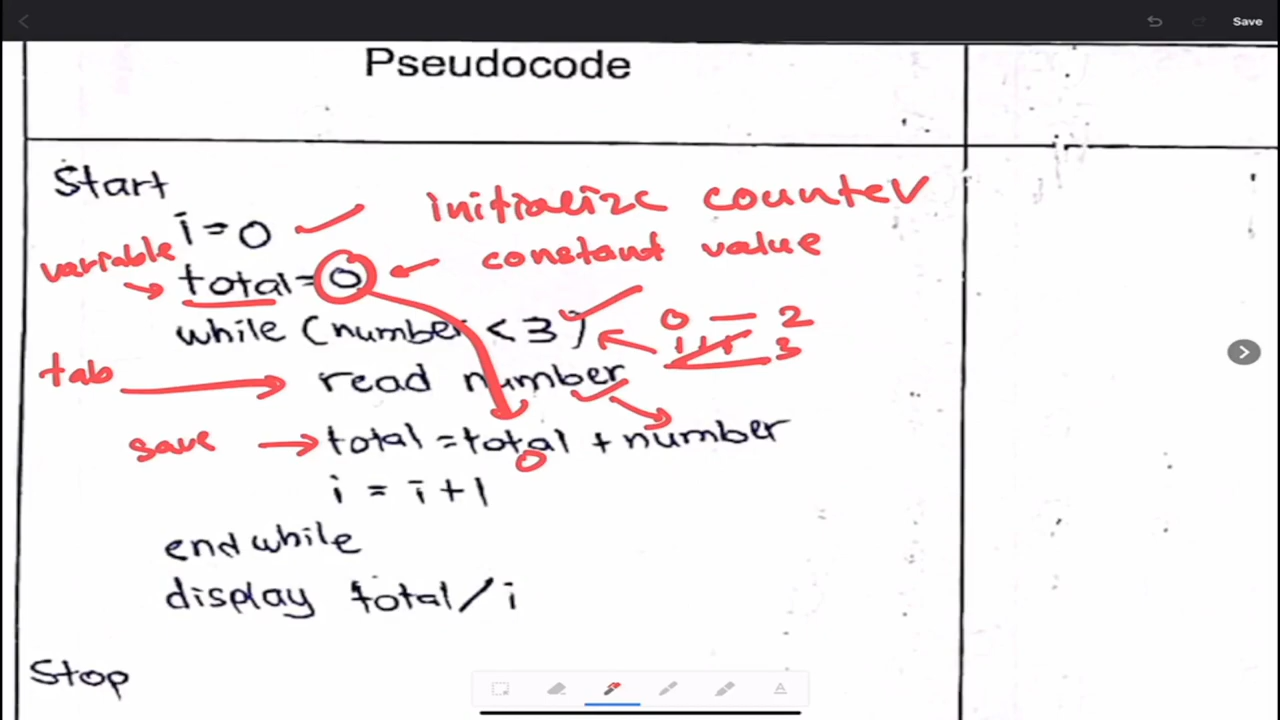 Save
Pseudocode
Start
initialize counter
i=0
variable
constant value
total=0
while (number < 3)
0 — 2
3
tab
read number
save
total = total + number
0
i = i + 1
endwhile
display total/i
Stop
A